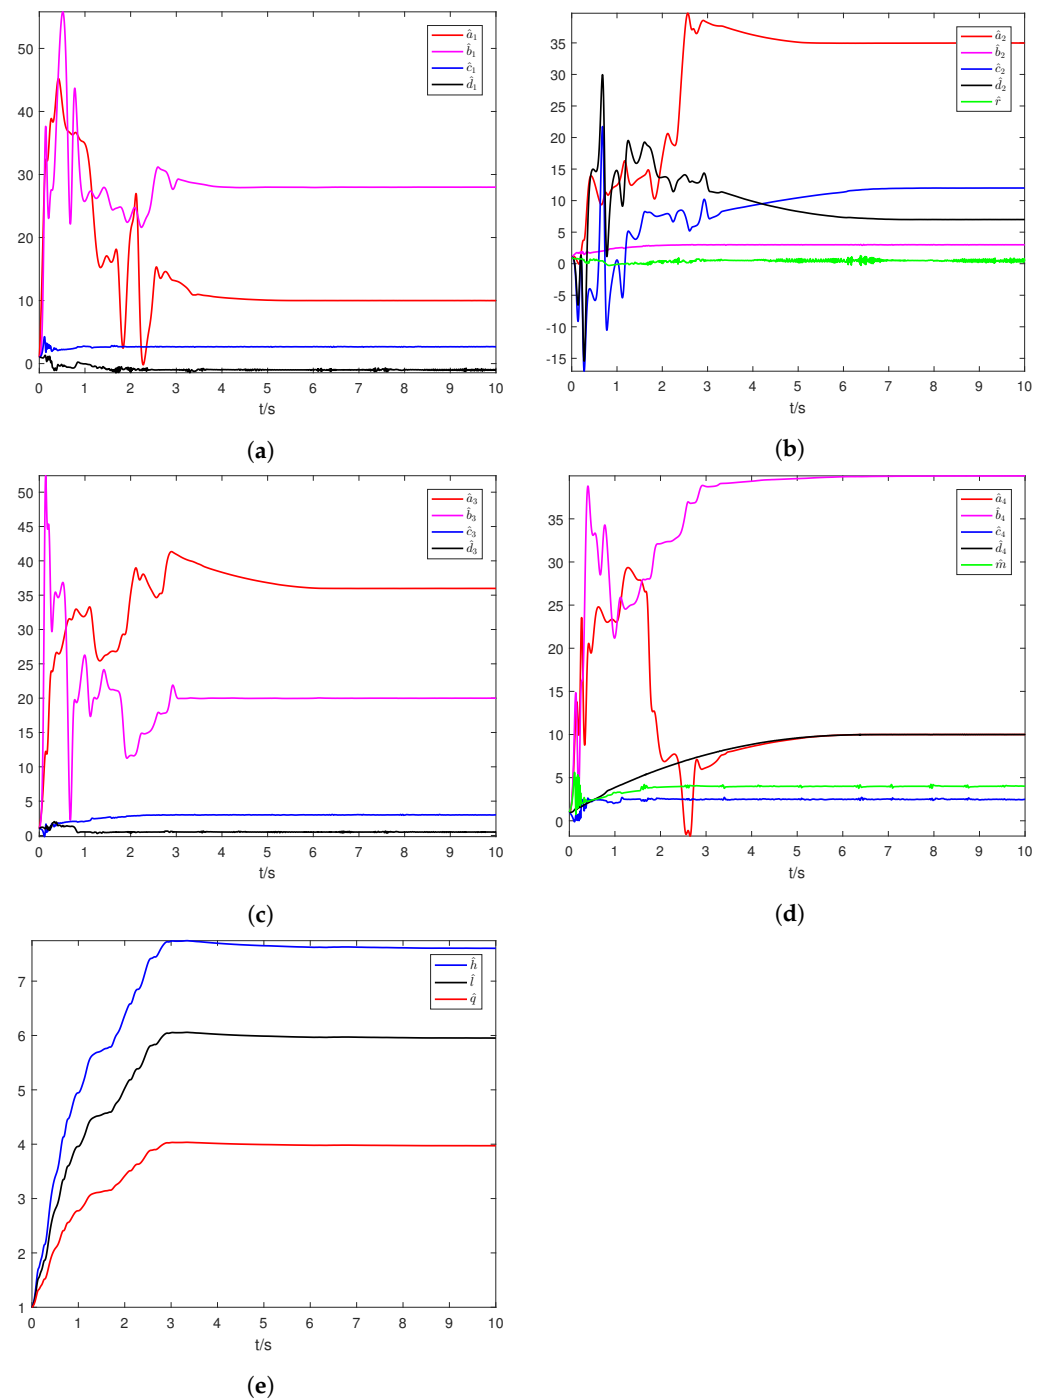 50
40
30
20
10
0
0 1 2 3 4 5 6 7 8 9 10
t/s
â₁
b̂₁
ĉ₁
d̂₁
(a)
35
30
25
20
15
10
5
0
-5
-10
-15
0 1 2 3 4 5 6 7 8 9 10
t/s
â₂
b̂₂
ĉ₂
d̂₂
r̂
(b)
50
45
40
35
30
25
20
15
10
5
0
0 1 2 3 4 5 6 7 8 9 10
t/s
â₃
b̂₃
ĉ₃
d̂₃
(c)
35
30
25
20
15
10
5
0
0 1 2 3 4 5 6 7 8 9 10
t/s
â₄
b̂₄
ĉ₄
d̂₄
m̂
(d)
7
6
5
4
3
2
1
0 1 2 3 4 5 6 7 8 9 10
t/s
ĥ
l̂
q̂
(e)